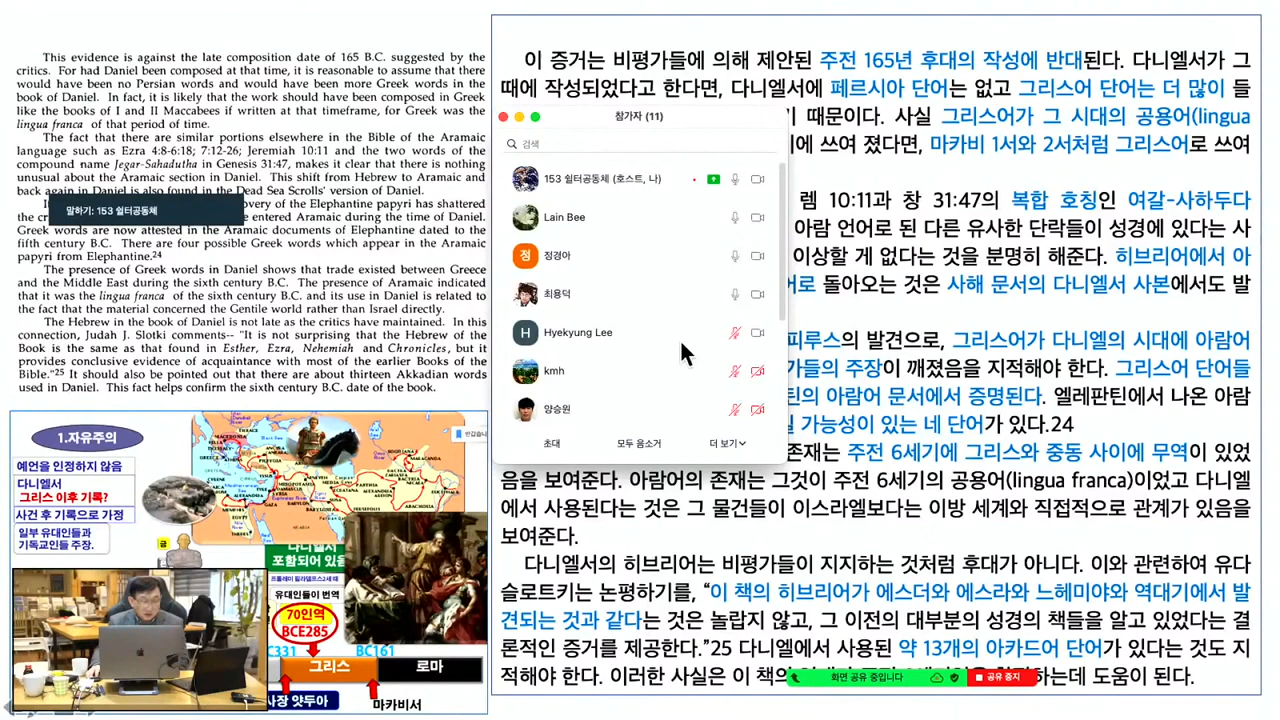 This evidence is against the late composition date of 165 B.C. suggested by the
critics. For had Daniel been composed at that time, it is reasonable to assume that there
would have been no Persian words and would have been more Greek words in the
book of Daniel. In fact, it is likely that the work should have been composed in Greek
like the books of I and II Maccabees if written at that timeframe, for Greek was the
lingua franca of that period of time.
The fact that there are similar portions elsewhere in the Bible of the Aramaic
language such as Ezra 4:8-6:18; 7:12-26; Jeremiah 10:11 and the two words of the
compound name Jegar-Sahadutha in Genesis 31:47, makes it clear that there is nothing
unusual about the Aramaic section in Daniel. This shift from Hebrew to Aramaic and
back again in Daniel is also found in the Dead Sea Scrolls' version of Daniel.
overy of the Elephantine papyri has shattered
the cr
e entered Aramaic during the time of Daniel.
Greek words are now attested in the Aramaic documents of Elephantine dated to the
fifth century B.C. There are four possible Greek words which appear in the Aramaic
papyri from Elephantine.24
The presence of Greek words in Daniel shows that trade existed between Greece
and the Middle East during the sixth century B.C. The presence of Aramaic indicated
that it was the lingua franca of the sixth century B.C. and its use in Daniel is related to
the fact that the material concerned the Gentile world rather than Israel directly.
The Hebrew in the book of Daniel is not late as the critics have maintained. In this
connection, Judah J. Slotki comments-- "It is not surprising that the Hebrew of the
Book is the same as that found in Esther, Ezra, Nehemiah and Chronicles, but it
provides conclusive evidence of acquaintance with most of the earlier Books of the
Bible."25 It should also be pointed out that there are about thirteen Akkadian words
used in Daniel. This fact helps confirm the sixth century B.C. date of the book.
말하기: 153 쉴터공동체
1.자유주의
예언을 인정하지 않음
다니엘서
그리스 이후 기록?
사건 후 기록으로 가정
일부 유대인들과
기독교인들 주장.
금
다니엘서
포함되어 있음
유대인들이 번역
70인역
BCE285
C331
BC161
그리스
로마
사장 얏두아
마카비서
이 증거는 비평가들에 의해 제안된 주전 165년 후대의 작성에 반대된다. 다니엘서가 그
때에 작성되었다고 한다면, 다니엘서에 페르시아 단어는 없고 그리스어 단어는 더 많이 들
기 때문이다. 사실 그리스어가 그 시대의 공용어(lingua
에 쓰여 졌다면, 마카비 1서와 2서처럼 그리스어로 쓰여
렘 10:11과 창 31:47의 복합 호칭인 여갈-사하두다
아람 언어로 된 다른 유사한 단락들이 성경에 있다는 사
이상할 게 없다는 것을 분명히 해준다. 히브리어에서 아
어로 돌아오는 것은 사해 문서의 다니엘서 사본에서도 발
피루스의 발견으로, 그리스어가 다니엘의 시대에 아람어
가들의 주장이 깨졌음을 지적해야 한다. 그리스어 단어들
틴의 아람어 문서에서 증명된다. 엘레판틴에서 나온 아람
일 가능성이 있는 네 단어가 있다.24
존재는 주전 6세기에 그리스와 중동 사이에 무역이 있었
음을 보여준다. 아람어의 존재는 그것이 주전 6세기의 공용어(lingua franca)이었고 다니엘
에서 사용된다는 것은 그 물건들이 이스라엘보다는 이방 세계와 직접적으로 관계가 있음을
보여준다.
다니엘서의 히브리어는 비평가들이 지지하는 것처럼 후대가 아니다. 이와 관련하여 유다
슬로트키는 논평하기를, "이 책의 히브리어가 에스더와 에스라와 느헤미야와 역대기에서 발
견되는 것과 같다는 것은 놀랍지 않고, 그 이전의 대부분의 성경의 책들을 알고 있었다는 결
론적인 증거를 제공한다."25 다니엘에서 사용된 약 13개의 아카드어 단어가 있다는 것도 지
적해야 한다. 이러한 사실은 이 책의
하는데 도움이 된다.
참가자 (11)
검색
153 쉴터공동체 (호스트, 나)
Lain Bee
정 정경아
최용덕
H Hyekyung Lee
kmh
양승원
초대 모두 음소거 더 보기
화면 공유 중입니다 공유 중지